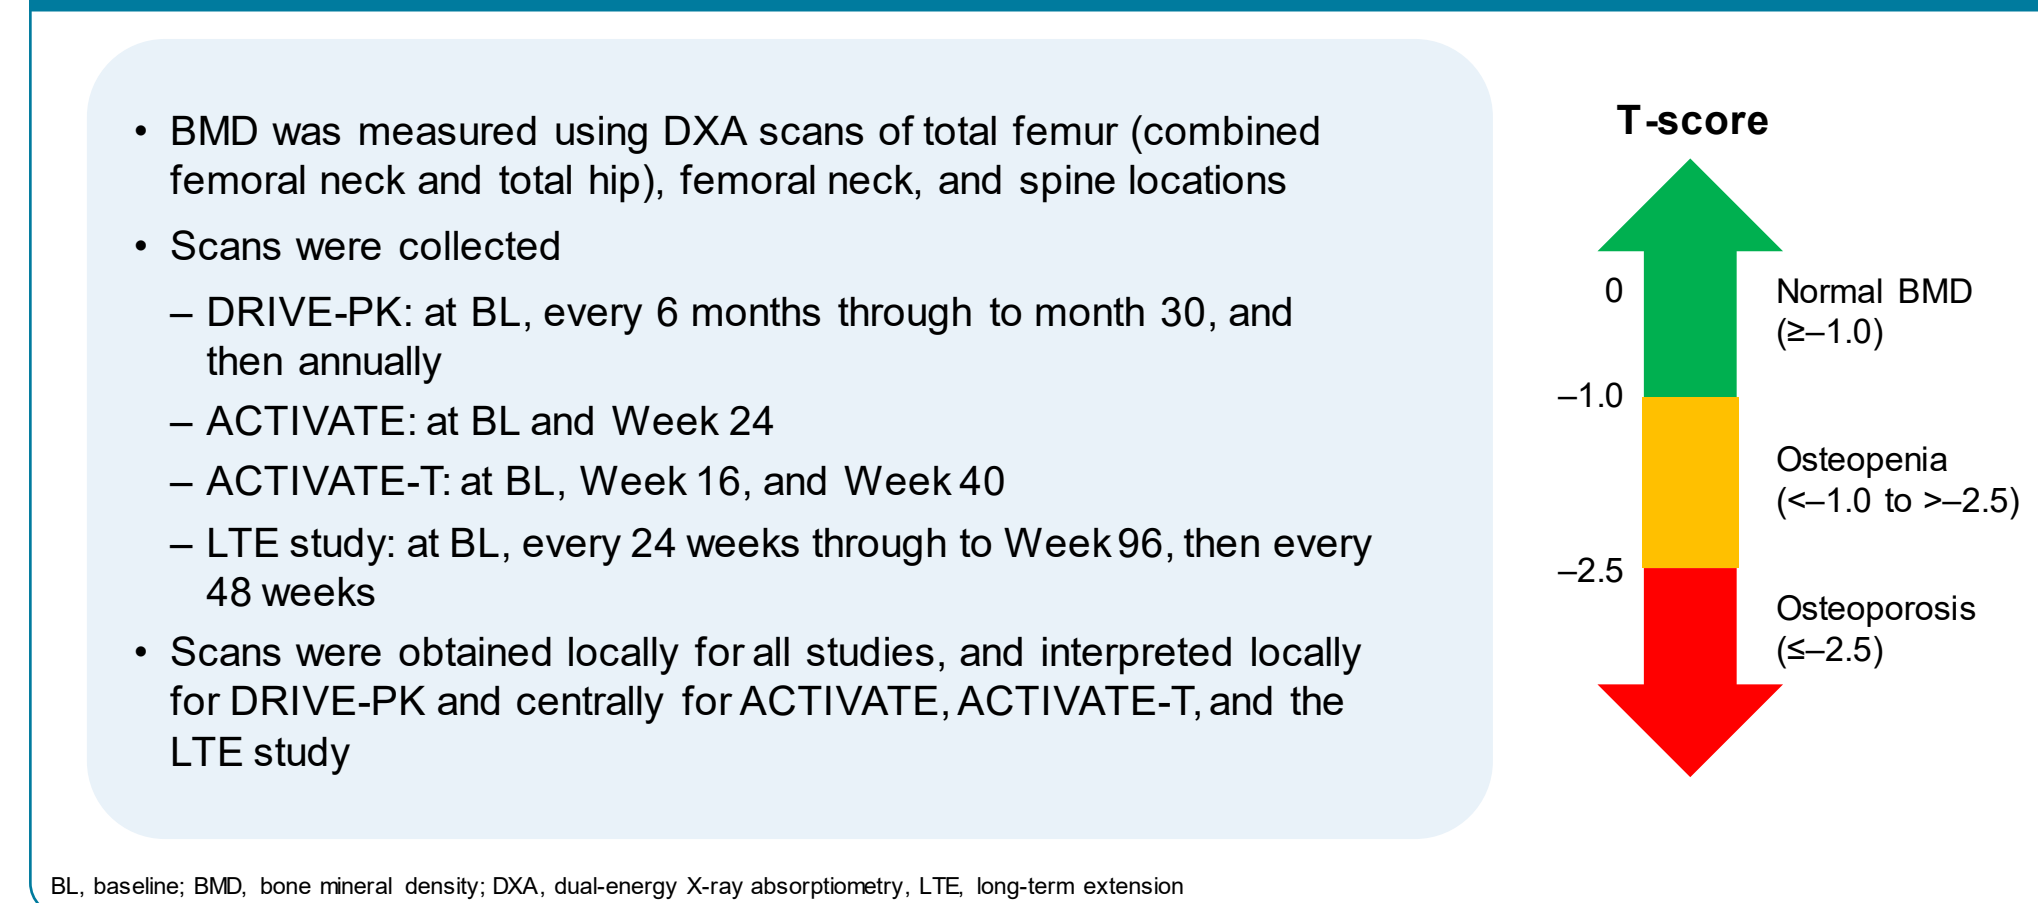 • BMD was measured using DXA scans of total femur (combined
femoral neck and total hip), femoral neck, and spine locations
• Scans were collected
– DRIVE-PK: at BL, every 6 months through to month 30, and
then annually
– ACTIVATE: at BL and Week 24
– ACTIVATE-T: at BL, Week 16, and Week 40
– LTE study: at BL, every 24 weeks through to Week 96, then every
48 weeks
• Scans were obtained locally for all studies, and interpreted locally
for DRIVE-PK and centrally for ACTIVATE, ACTIVATE-T, and the
LTE study
T-score
0
Normal BMD
(≥–1.0)
–1.0
Osteopenia
(<–1.0 to >–2.5)
–2.5
Osteoporosis
(≤–2.5)
BL, baseline; BMD, bone mineral density; DXA, dual-energy X-ray absorptiometry, LTE, long-term extension